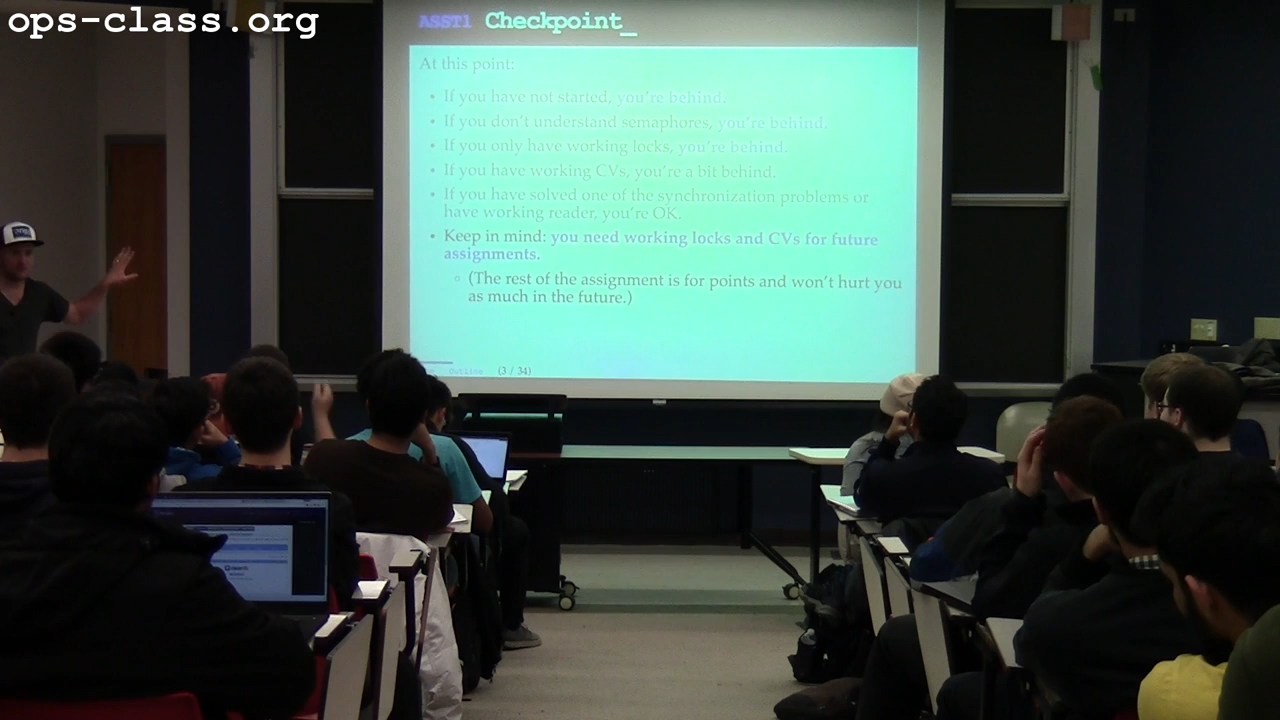 ops-class.org
ASST1 Checkpoint_
At this point:
• If you have not started, you're behind.
• If you don't understand semaphores, you're behind.
• If you only have working locks, you're behind.
• If you have working CVs, you're a bit behind.
• If you have solved one of the synchronization problems or
have working reader, you're OK.
• Keep in mind: you need working locks and CVs for future
assignments.
◦ (The rest of the assignment is for points and won't hurt you
as much in the future.)
Outline (3 / 34)